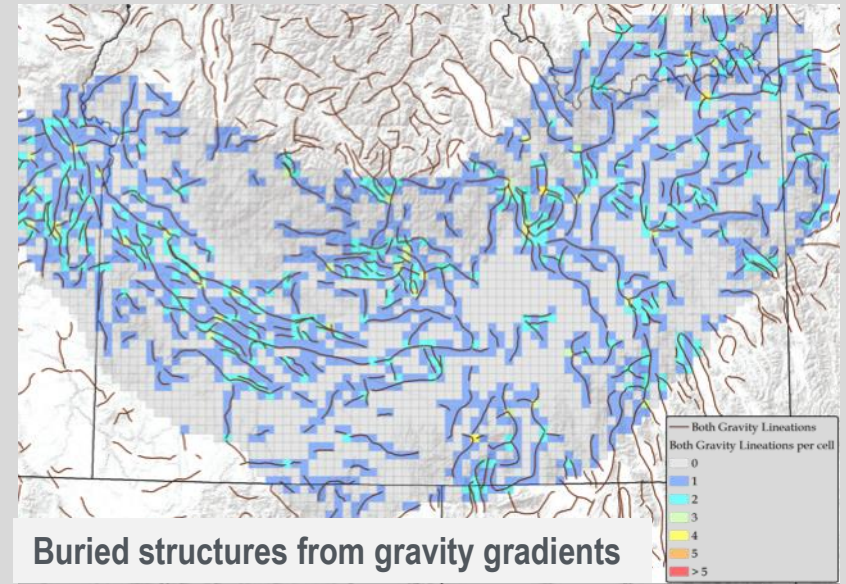 Both Gravity Lineations
Both Gravity Lineations per cell
0
1
2
3
4
5
> 5
Buried structures from gravity gradients